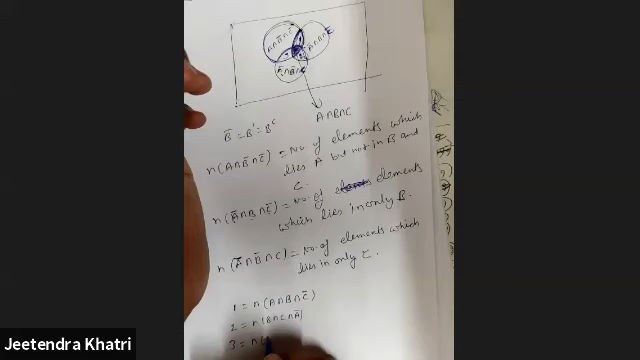 A∩B̄∩C̄
Ā∩B∩C̄
Ā∩B̄∩C
A∩B∩C
B̄ = B' = Bᶜ
n(A∩B̄∩C̄) = No of elements which
lies A but not in B and
C.
n(Ā∩B∩C̄) = No. of elements
which lies in only B.
n(Ā∩B̄∩C) = No. of elements which
lies in only C.
1 = n(A∩B∩C̄)
2 = n(B∩C∩Ā)
3 = n(
Jeetendra Khatri